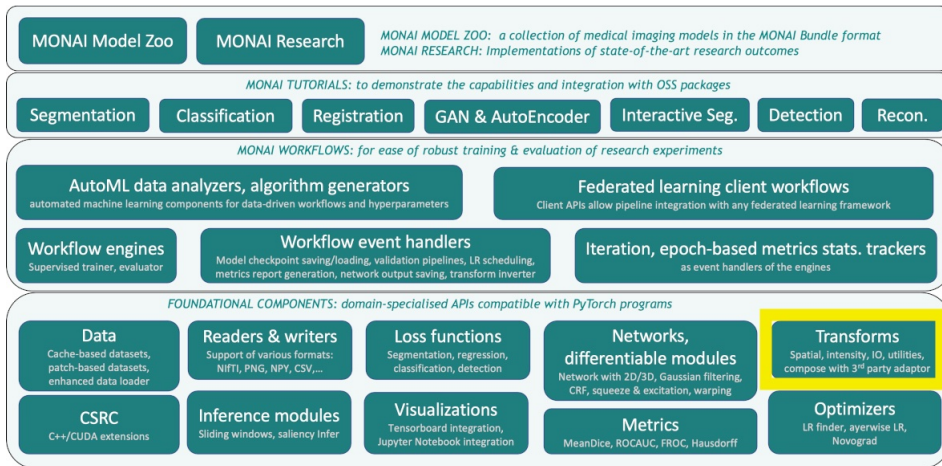 MONAI Model Zoo
MONAI Research
MONAI MODEL ZOO: a collection of medical imaging models in the MONAI Bundle format
MONAI RESEARCH: Implementations of state-of-the-art research outcomes
MONAI TUTORIALS: to demonstrate the capabilities and integration with OSS packages
Segmentation
Classification
Registration
GAN & AutoEncoder
Interactive Seg.
Detection
Recon.
MONAI WORKFLOWS: for ease of robust training & evaluation of research experiments
AutoML data analyzers, algorithm generators
automated machine learning components for data-driven workflows and hyperparameters
Federated learning client workflows
Client APIs allow pipeline integration with any federated learning framework
Workflow engines
Supervised trainer, evaluator
Workflow event handlers
Model checkpoint saving/loading, validation pipelines, LR scheduling,
metrics report generation, network output saving, transform inverter
Iteration, epoch-based metrics stats. trackers
as event handlers of the engines
FOUNDATIONAL COMPONENTS: domain-specialised APIs compatible with PyTorch programs
Data
Cache-based datasets,
patch-based datasets,
enhanced data loader
Readers & writers
Support of various formats:
NIfTI, PNG, NPY, CSV,...
Loss functions
Segmentation, regression,
classification, detection
Networks,
differentiable modules
Network with 2D/3D, Gaussian filtering,
CRF, squeeze & excitation, warping
Transforms
Spatial, intensity, IO, utilities,
compose with 3rd party adaptor
CSRC
C++/CUDA extensions
Inference modules
Sliding windows, saliency Infer
Visualizations
Tensorboard integration,
Jupyter Notebook integration
Metrics
MeanDice, ROCAUC, FROC, Hausdorff
Optimizers
LR finder, ayerwise LR,
Novograd